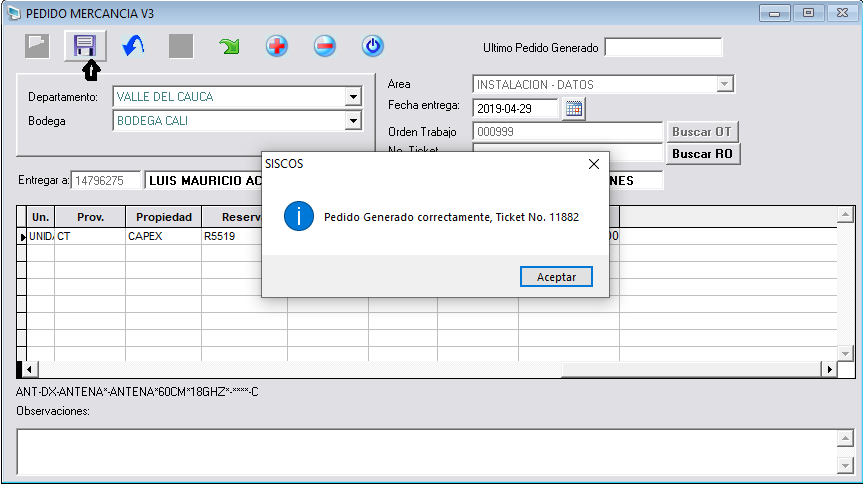 PEDIDO MERCANCIA V3
Ultimo Pedido Generado
Departamento: VALLE DEL CAUCA
Bodega BODEGA CALI
Area INSTALACION - DATOS
Fecha entrega: 2019-04-29
Orden Trabajo 000999 Buscar OT
No. Ticket Buscar RO
Entregar a: 14796275 LUIS MAURICIO AC NES
SISCOS
Pedido Generado correctamente, Ticket No. 11882
Aceptar
Un. Prov. Propiedad Reserv
UNID CT CAPEX R5519 00
ANT-DX-ANTENA*-ANTENA*60CM*18GHZ*-****-C
Observaciones: